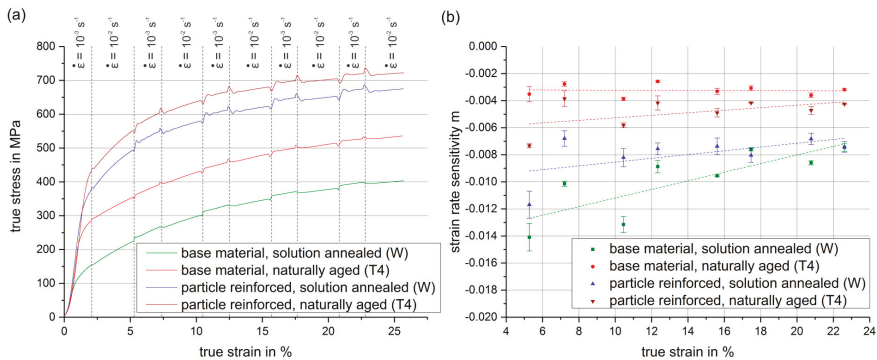 (a)
ε̇ = 10⁻³ s⁻¹
ε̇ = 10⁻² s⁻¹
ε̇ = 10⁻³ s⁻¹
ε̇ = 10⁻² s⁻¹
ε̇ = 10⁻³ s⁻¹
ε̇ = 10⁻² s⁻¹
ε̇ = 10⁻³ s⁻¹
ε̇ = 10⁻² s⁻¹
ε̇ = 10⁻³ s⁻¹
ε̇ = 10⁻² s⁻¹
800
700
600
500
400
300
200
100
0
true stress in MPa
base material, solution annealed (W)
base material, naturally aged (T4)
particle reinforced, solution annealed (W)
particle reinforced, naturally aged (T4)
0 5 10 15 20 25
true strain in %
(b)
0.000
-0.002
-0.004
-0.006
-0.008
-0.010
-0.012
-0.014
-0.016
-0.018
-0.020
strain rate sensitivity m
base material, solution annealed (W)
base material, naturally aged (T4)
particle reinforced, solution annealed (W)
particle reinforced, naturally aged (T4)
4 6 8 10 12 14 16 18 20 22 24
true strain in %